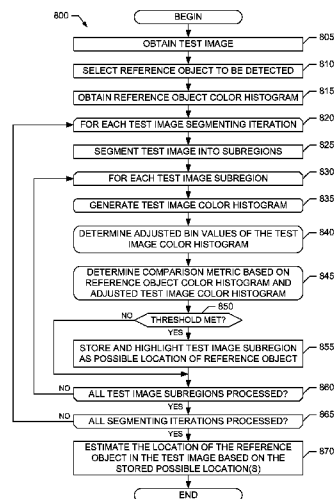 800
BEGIN
OBTAIN TEST IMAGE
805
SELECT REFERENCE OBJECT TO BE DETECTED
810
OBTAIN REFERENCE OBJECT COLOR HISTOGRAM
815
FOR EACH TEST IMAGE SEGMENTING ITERATION
820
SEGMENT TEST IMAGE INTO SUBREGIONS
825
FOR EACH TEST IMAGE SUBREGION
830
GENERATE TEST IMAGE COLOR HISTOGRAM
835
DETERMINE ADJUSTED BIN VALUES OF THE TEST
IMAGE COLOR HISTOGRAM
840
DETERMINE COMPARISON METRIC BASED ON
REFERENCE OBJECT COLOR HISTOGRAM AND
ADJUSTED TEST IMAGE COLOR HISTOGRAM
845
850
NO
THRESHOLD MET?
YES
STORE AND HIGHLIGHT TEST IMAGE SUBREGION
AS POSSIBLE LOCATION OF REFERENCE OBJECT
855
NO
ALL TEST IMAGE SUBREGIONS PROCESSED?
860
YES
NO
ALL SEGMENTING ITERATIONS PROCESSED?
865
YES
ESTIMATE THE LOCATION OF THE REFERENCE
OBJECT IN THE TEST IMAGE BASED ON THE
STORED POSSIBLE LOCATION(S)
870
END